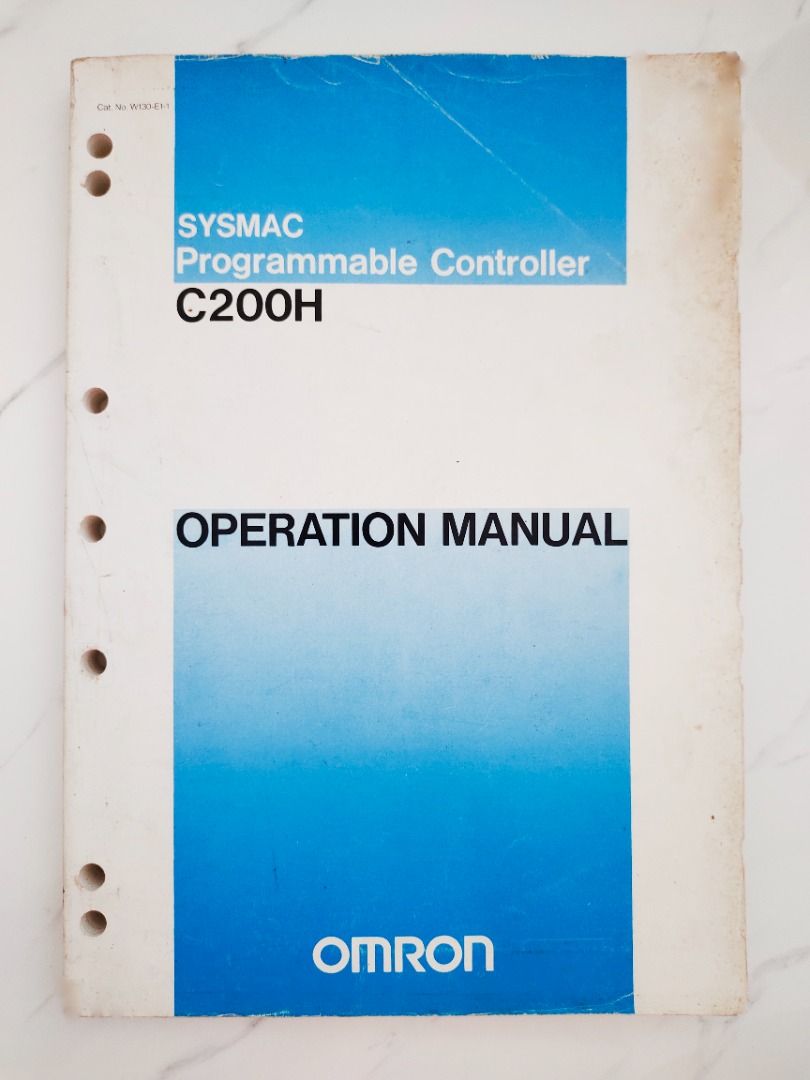 Cat. No. W130-E1-1
SYSMAC
Programmable Controller
C200H
OPERATION MANUAL
OMRON